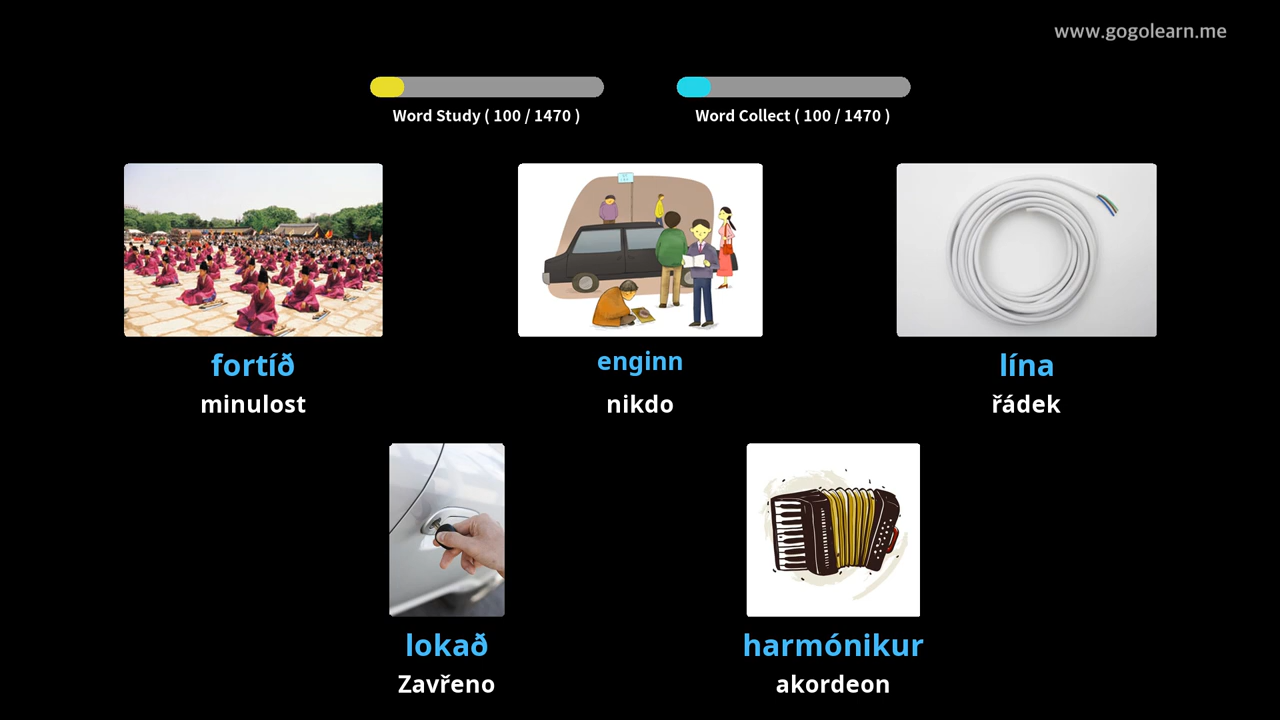 www.gogolearn.me
Word Study ( 100 / 1470 )
Word Collect ( 100 / 1470 )
fortíð
enginn
lína
minulost
nikdo
řádek
lokað
harmónikur
Zavřeno
akordeon